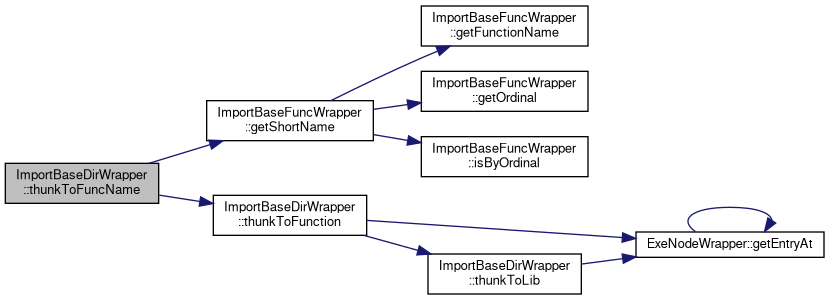 ImportBaseFuncWrapper
::getFunctionName
ImportBaseFuncWrapper
::getOrdinal
ImportBaseFuncWrapper
::getShortName
ImportBaseFuncWrapper
::isByOrdinal
ImportBaseDirWrapper
::thunkToFuncName
ImportBaseDirWrapper
::thunkToFunction
ExeNodeWrapper::getEntryAt
ImportBaseDirWrapper
::thunkToLib